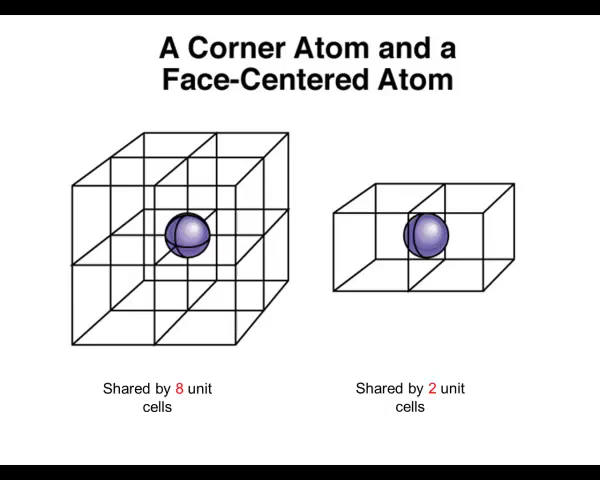 A Corner Atom and a
Face-Centered Atom
Shared by 8 unit
cells
Shared by 2 unit
cells